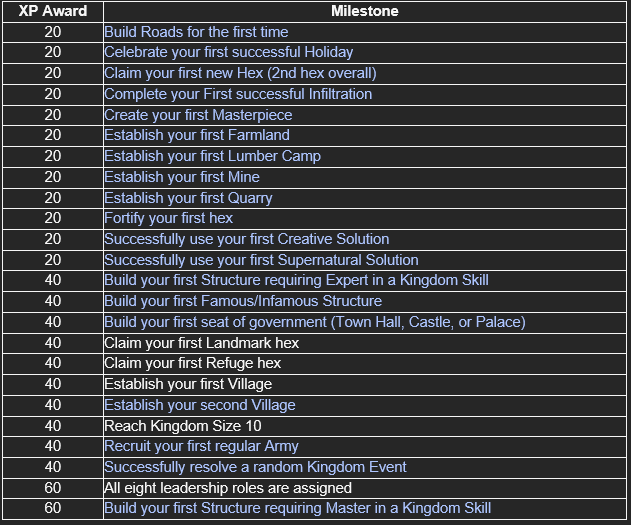 XP Award Milestone
20 Build Roads for the first time
20 Celebrate your first successful Holiday
20 Claim your first new Hex (2nd hex overall)
20 Complete your First successful Infiltration
20 Create your first Masterpiece
20 Establish your first Farmland
20 Establish your first Lumber Camp
20 Establish your first Mine
20 Establish your first Quarry
20 Fortify your first hex
20 Successfully use your first Creative Solution
20 Successfully use your first Supernatural Solution
40 Build your first Structure requiring Expert in a Kingdom Skill
40 Build your first Famous/Infamous Structure
40 Build your first seat of government (Town Hall, Castle, or Palace)
40 Claim your first Landmark hex
40 Claim your first Refuge hex
40 Establish your first Village
40 Establish your second Village
40 Reach Kingdom Size 10
40 Recruit your first regular Army
40 Successfully resolve a random Kingdom Event
60 All eight leadership roles are assigned
60 Build your first Structure requiring Master in a Kingdom Skill